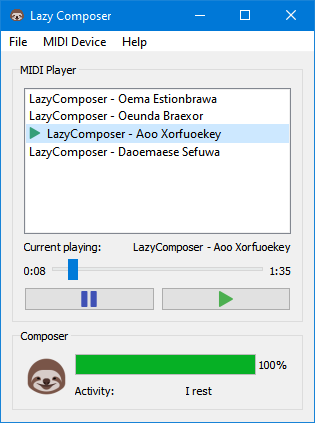 Lazy Composer
File MIDI Device Help
MIDI Player
LazyComposer - Oema Estionbrawa
LazyComposer - Oeunda Braexor
LazyComposer - Aoo Xorfuoekey
LazyComposer - Daoemaese Sefuwa
Current playing: LazyComposer - Aoo Xorfuoekey
0:08 1:35
Composer
100%
Activity: I rest